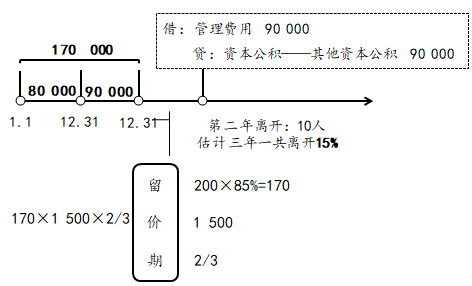 借：管理费用 90 000
贷：资本公积——其他资本公积 90 000
170 000
80 000 90 000
1.1 12.31 12.31
第二年离开：10人
估计三年一共离开15%
留 200×85%=170
170×1 500×2/3 价 1 500
期 2/3